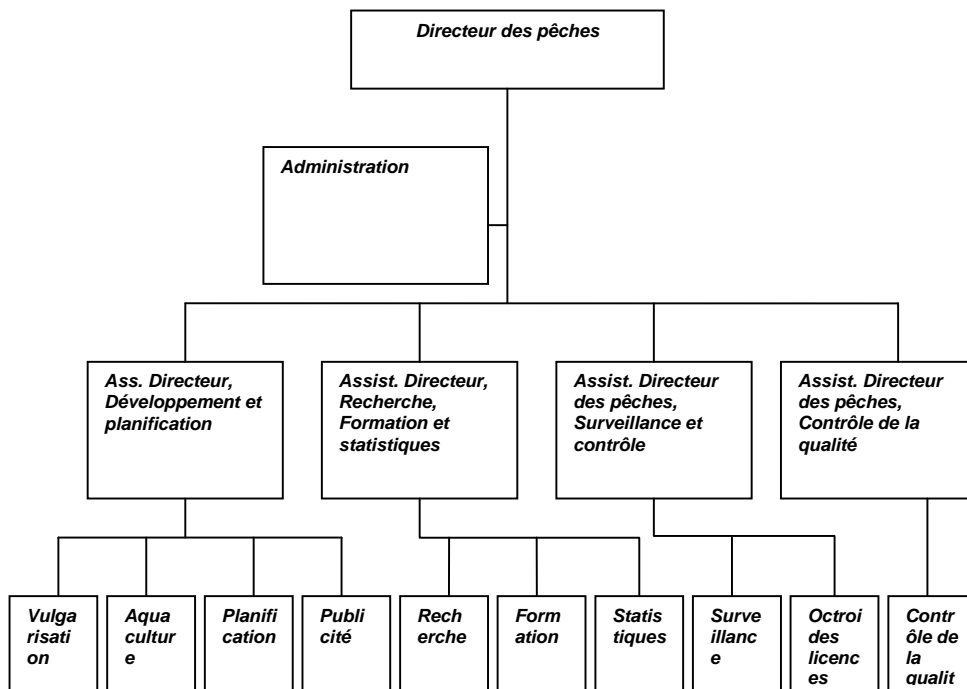 Directeur des pêches
Administration
Ass. Directeur,
Développement et
planification
Assist. Directeur,
Recherche,
Formation et
statistiques
Assist. Directeur
des pêches,
Surveillance et
contrôle
Assist. Directeur
des pêches,
Contrôle de la
qualité
Vulga
risati
on
Aqua
cultur
e
Planifi
cation
Publi
cité
Rech
erche
Form
ation
Statis
tiques
Surve
illanc
e
Octroi
des
licenc
es
Contr
ôle de
la
qualit